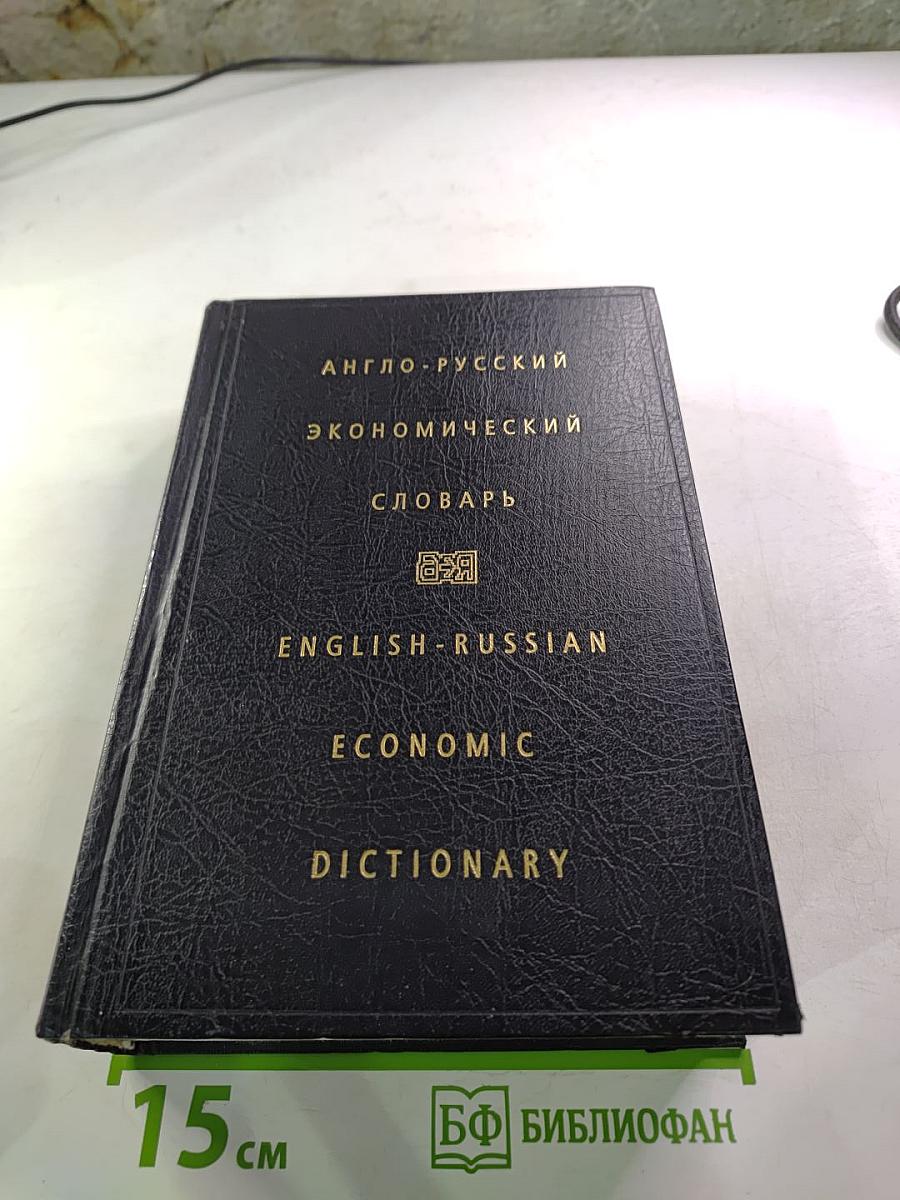 АНГЛО-РУССКИЙ
ЭКОНОМИЧЕСКИЙ
СЛОВАРЬ
ENGLISH-RUSSIAN
ECONOMIC
DICTIONARY
15 см
БФ БИБЛИОФАН